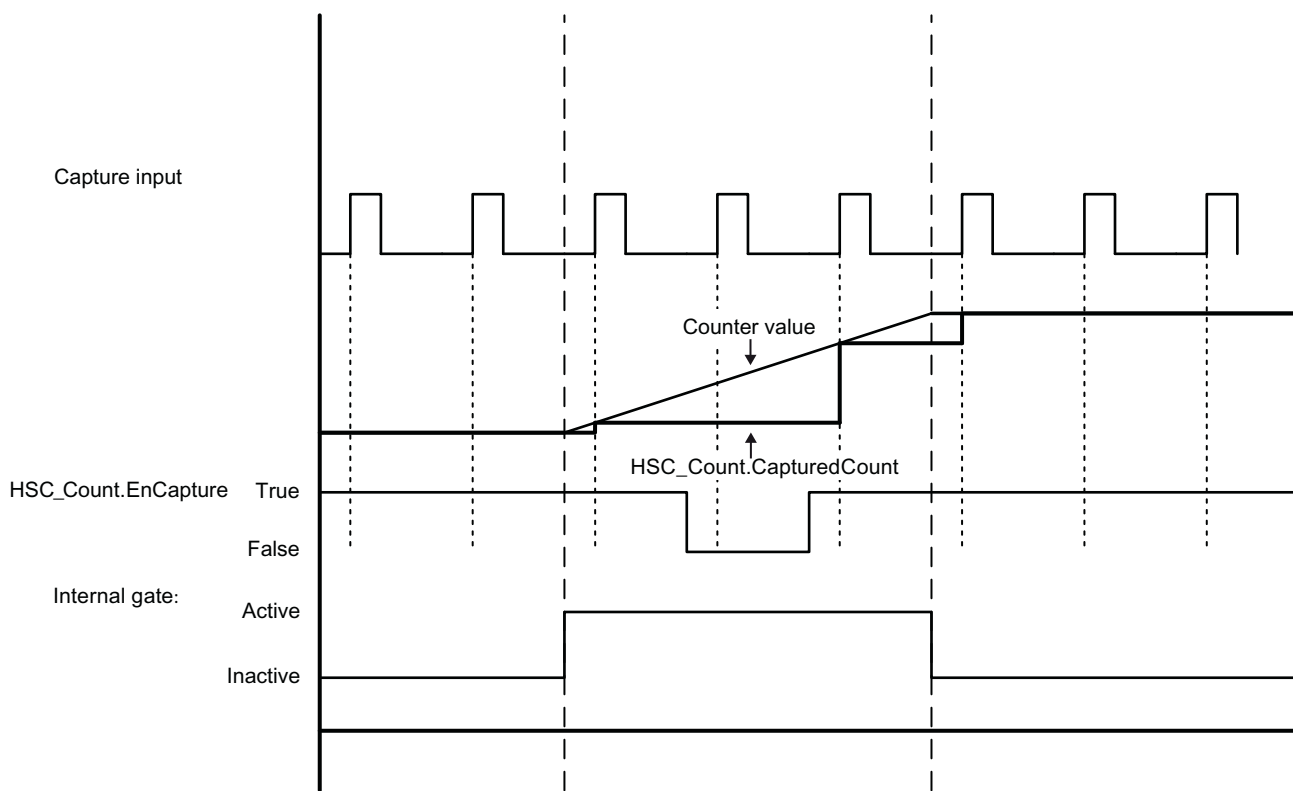 Capture input
Counter value
HSC_Count.CapturedCount
HSC_Count.EnCapture True
False
Internal gate:
Active
Inactive